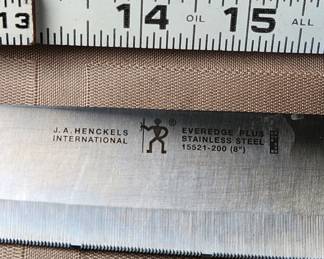 13 14 OIL 15 ALL
J.A. HENCKELS
INTERNATIONAL
®
EVEREDGE PLUS
STAINLESS STEEL
15521-200 (8")